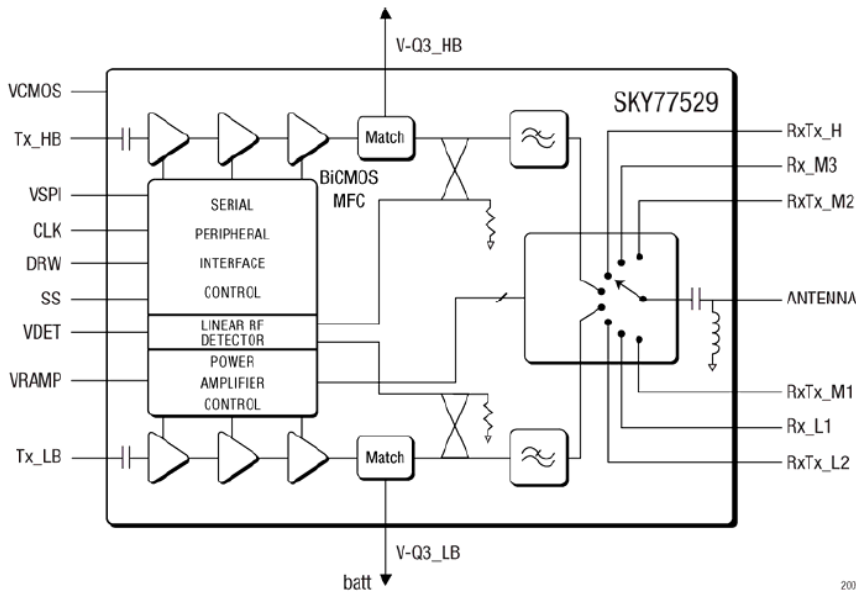 V-Q3_HB
SKY77529
VCMOS
Tx_HB
Match
RxTx_H
Rx_M3
BiCMOS
MFC
VSPI
SERIAL
RxTx_M2
CLK
PERIPHERAL
DRW
INTERFACE
SS
CONTROL
ANTENNA
VDET
LINEAR RF
DETECTOR
POWER
VRAMP
AMPLIFIER
CONTROL
RxTx_M1
Rx_L1
Tx_LB
Match
RxTx_L2
V-Q3_LB
batt
200